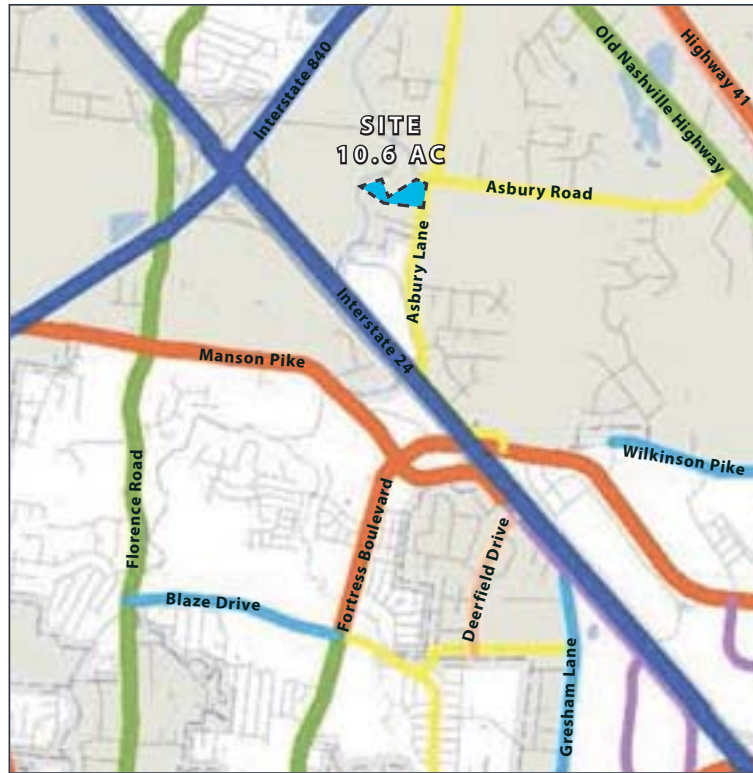 Interstate 840
Old Nashville Highway
Highway 41
SITE
10.6 AC
Asbury Road
Asbury Lane
Interstate 24
Manson Pike
Wilkinson Pike
Florence Road
Fortress Boulevard
Deerfield Drive
Blaze Drive
Gresham Lane